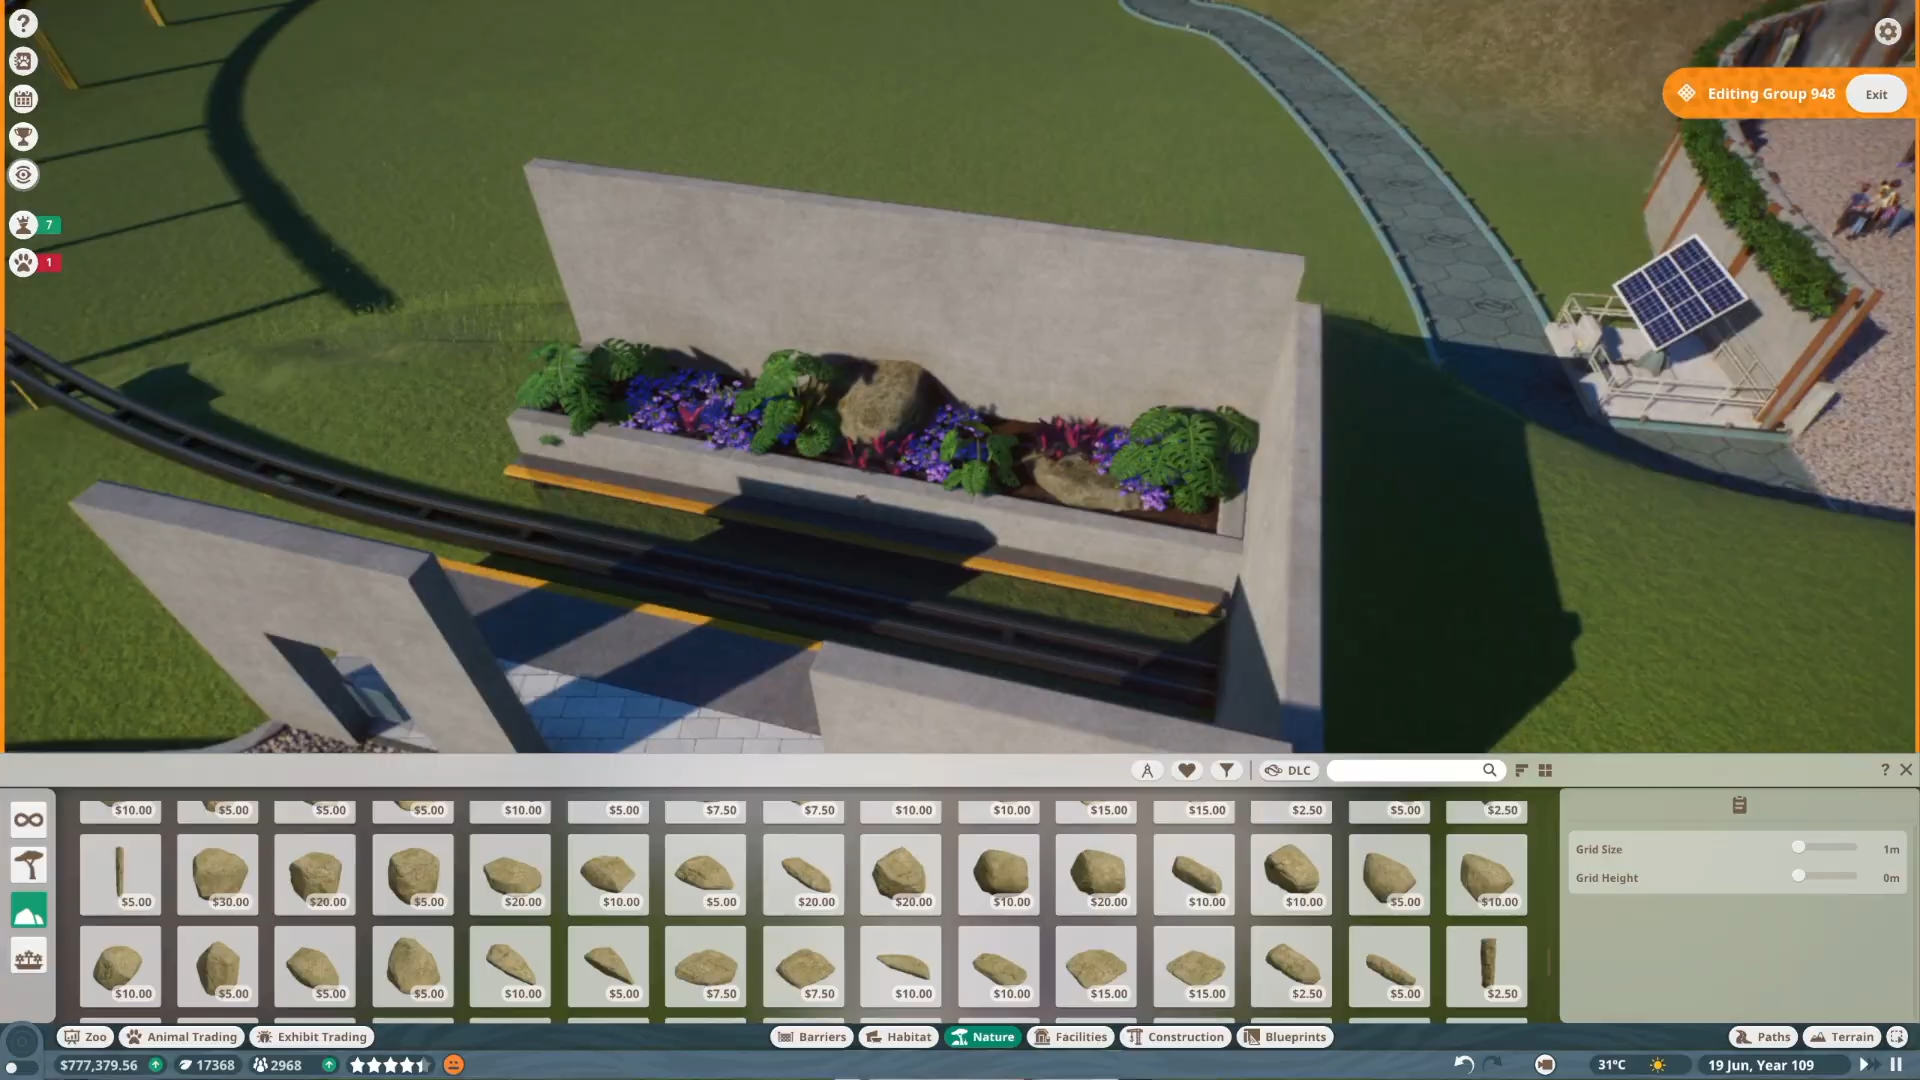 ?
Editing Group 948
Exit
7
1
DLC
? ×
$10.00 $5.00 $5.00 $5.00 $10.00 $5.00 $7.50 $7.50 $10.00 $10.00 $15.00 $15.00 $2.50 $5.00 $2.50
$5.00 $30.00 $20.00 $5.00 $20.00 $10.00 $5.00 $20.00 $20.00 $10.00 $20.00 $10.00 $10.00 $5.00 $10.00
$10.00 $5.00 $5.00 $5.00 $10.00 $5.00 $7.50 $7.50 $10.00 $10.00 $15.00 $15.00 $2.50 $5.00 $2.50
Grid Size 1m
Grid Height 0m
Zoo Animal Trading Exhibit Trading Barriers Habitat Nature Facilities Construction Blueprints Paths Terrain
$777,379.56 17368 2968 31°C 19 Jun, Year 109